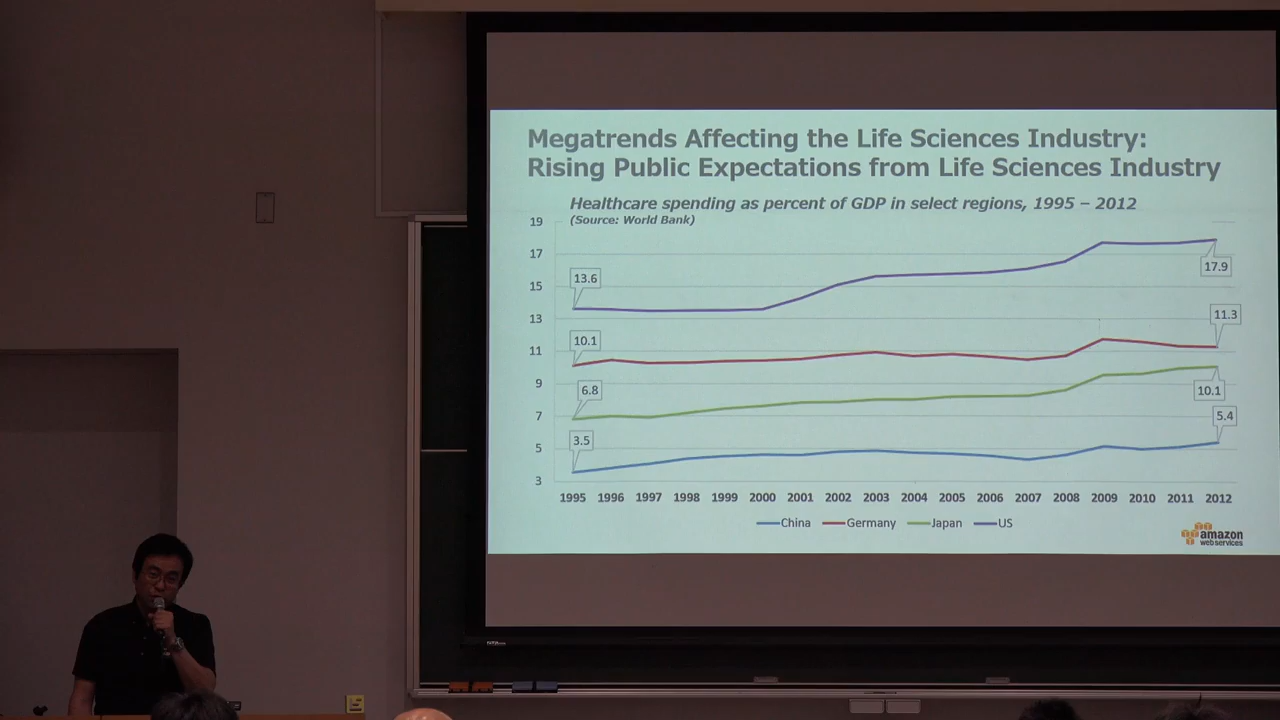 Megatrends Affecting the Life Sciences Industry:
Rising Public Expectations from Life Sciences Industry
Healthcare spending as percent of GDP in select regions, 1995 – 2012
(Source: World Bank)
19
17
15
13
11
9
7
5
3
13.6
17.9
10.1
11.3
6.8
10.1
3.5
5.4
1995 1996 1997 1998 1999 2000 2001 2002 2003 2004 2005 2006 2007 2008 2009 2010 2011 2012
China Germany Japan US
amazon
web services